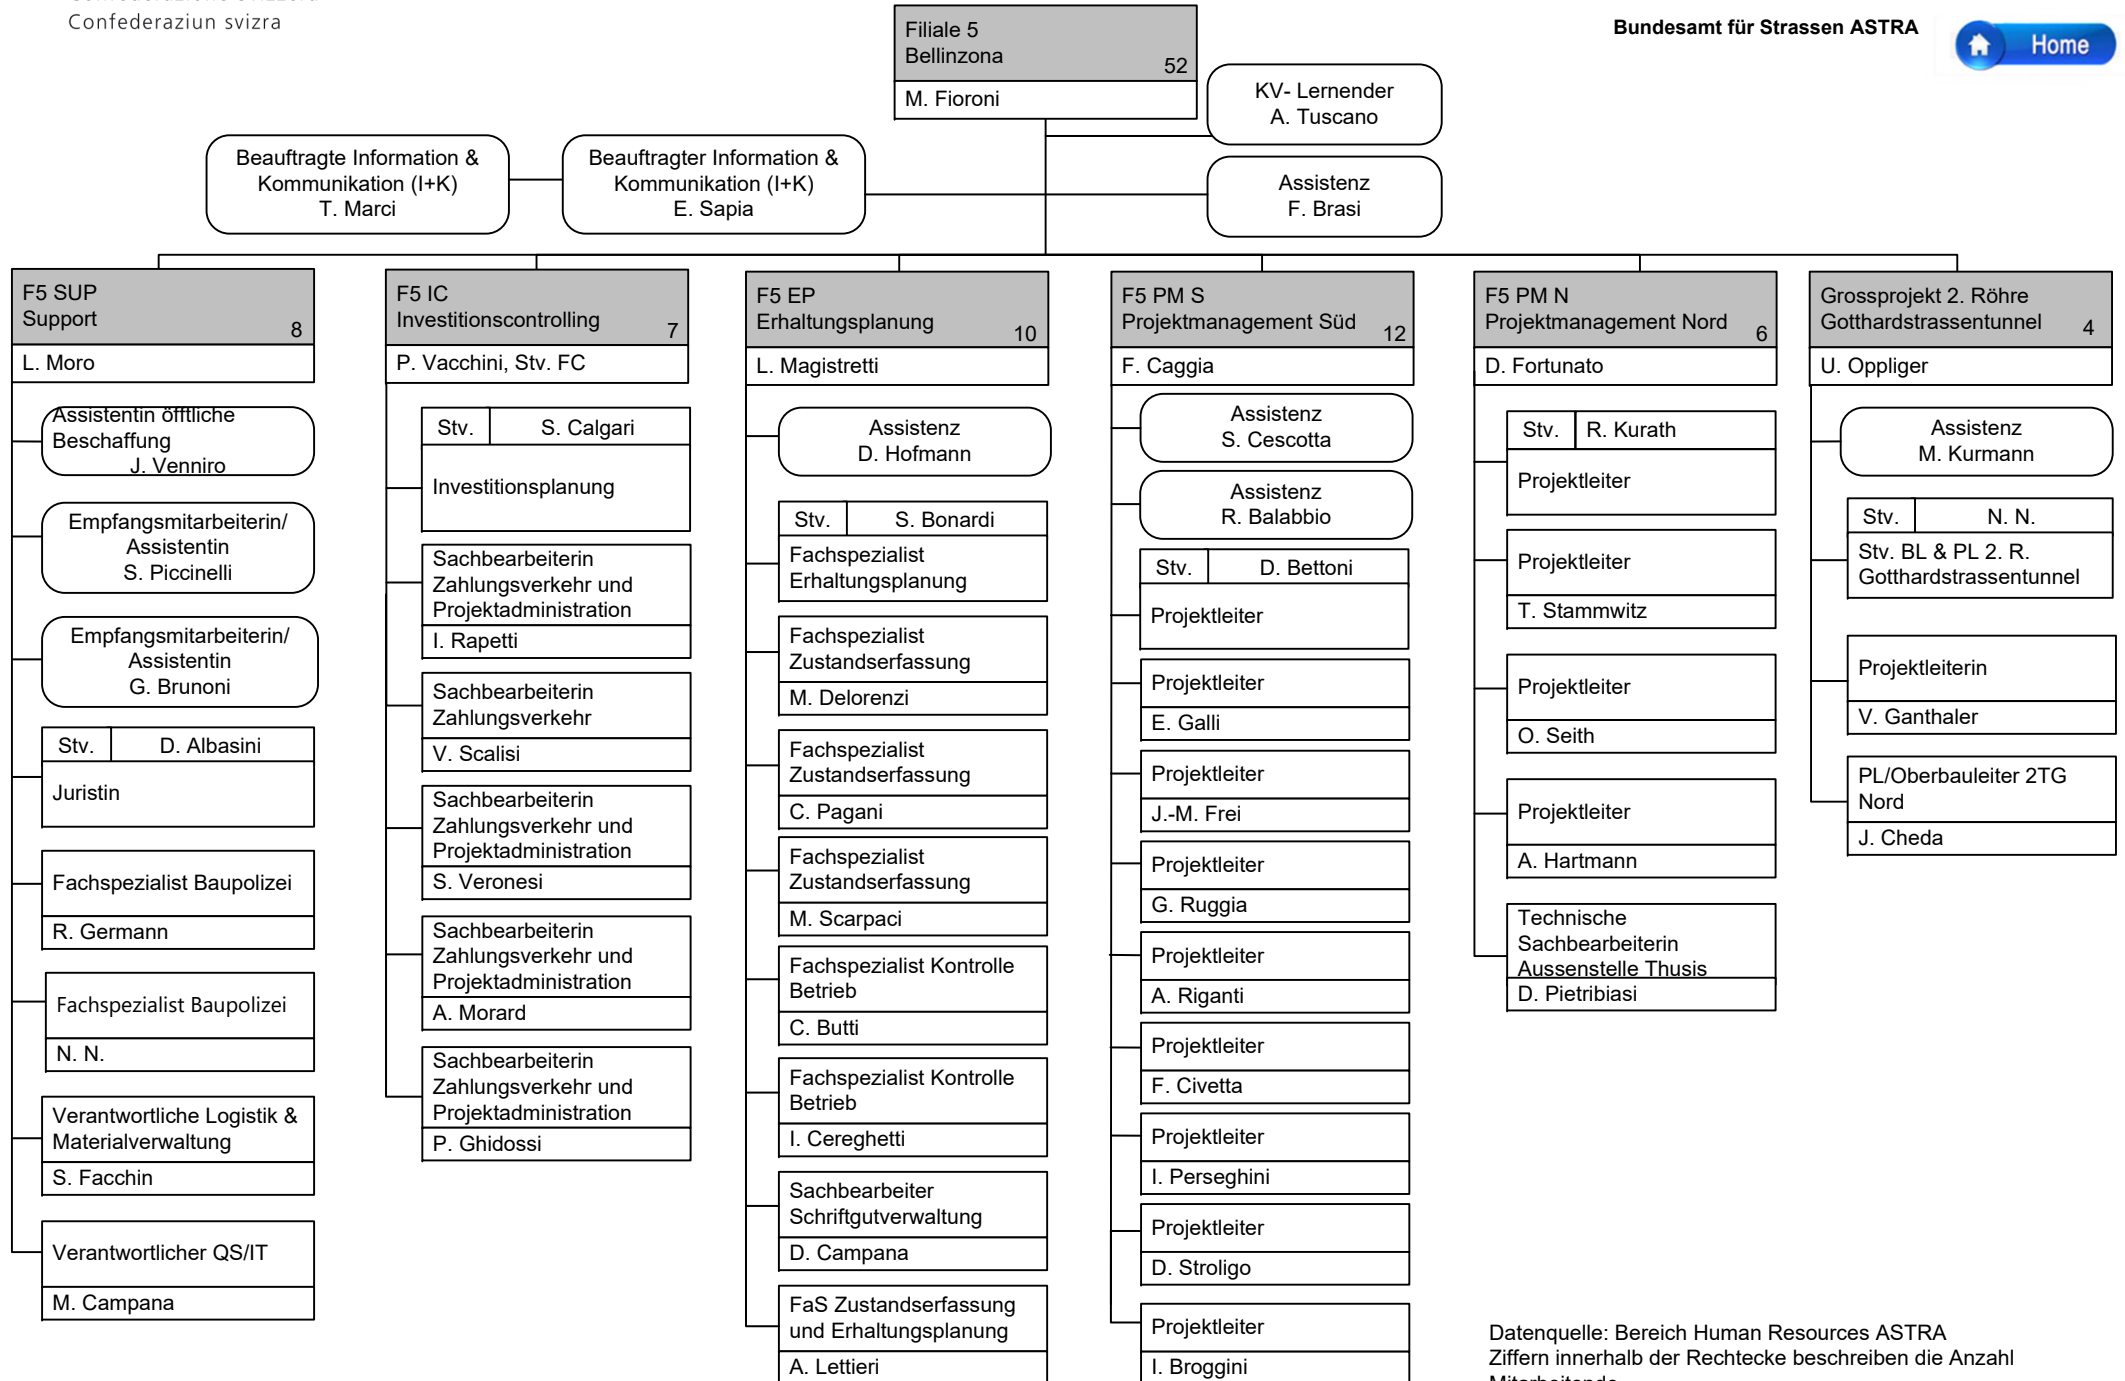 Confederaziun svizra
Bundesamt für Strassen ASTRA
Home
Filiale 5
Bellinzona
52
M. Fioroni
KV- Lernender
A. Tuscano
Beauftragte Information &
Kommunikation (I+K)
T. Marci
Beauftragter Information &
Kommunikation (I+K)
E. Sapia
Assistenz
F. Brasi
F5 SUP
Support
8
L. Moro
Assistentin öfftliche
Beschaffung
J. Venniro
Empfangsmitarbeiterin/
Assistentin
S. Piccinelli
Empfangsmitarbeiterin/
Assistentin
G. Brunoni
Stv. D. Albasini
Juristin
Fachspezialist Baupolizei
R. Germann
Fachspezialist Baupolizei
N. N.
Verantwortliche Logistik &
Materialverwaltung
S. Facchin
Verantwortlicher QS/IT
M. Campana
F5 IC
Investitionscontrolling
7
P. Vacchini, Stv. FC
Stv. S. Calgari
Investitionsplanung
Sachbearbeiterin
Zahlungsverkehr und
Projektadministration
I. Rapetti
Sachbearbeiterin
Zahlungsverkehr
V. Scalisi
Sachbearbeiterin
Zahlungsverkehr und
Projektadministration
S. Veronesi
Sachbearbeiterin
Zahlungsverkehr und
Projektadministration
A. Morard
Sachbearbeiterin
Zahlungsverkehr und
Projektadministration
P. Ghidossi
F5 EP
Erhaltungsplanung
10
L. Magistretti
Assistenz
D. Hofmann
Stv. S. Bonardi
Fachspezialist
Erhaltungsplanung
Fachspezialist
Zustandserfassung
M. Delorenzi
Fachspezialist
Zustandserfassung
C. Pagani
Fachspezialist
Zustandserfassung
M. Scarpaci
Fachspezialist Kontrolle
Betrieb
C. Butti
Fachspezialist Kontrolle
Betrieb
I. Cereghetti
Sachbearbeiter
Schriftgutverwaltung
D. Campana
FaS Zustandserfassung
und Erhaltungsplanung
A. Lettieri
F5 PM S
Projektmanagement Süd
12
F. Caggia
Assistenz
S. Cescotta
Assistenz
R. Balabbio
Stv. D. Bettoni
Projektleiter
Projektleiter
E. Galli
Projektleiter
J.-M. Frei
Projektleiter
G. Ruggia
Projektleiter
A. Riganti
Projektleiter
F. Civetta
Projektleiter
I. Perseghini
Projektleiter
D. Stroligo
Projektleiter
I. Broggini
F5 PM N
Projektmanagement Nord
6
D. Fortunato
Stv. R. Kurath
Projektleiter
Projektleiter
T. Stammwitz
Projektleiter
O. Seith
Projektleiter
A. Hartmann
Technische
Sachbearbeiterin
Aussenstelle Thusis
D. Pietribiasi
Grossprojekt 2. Röhre
Gotthardstrassentunnel
4
U. Oppliger
Assistenz
M. Kurmann
Stv. N. N.
Stv. BL & PL 2. R.
Gotthardstrassentunnel
Projektleiterin
V. Ganthaler
PL/Oberbauleiter 2TG
Nord
J. Cheda
Datenquelle: Bereich Human Resources ASTRA
Ziffern innerhalb der Rechtecke beschreiben die Anzahl